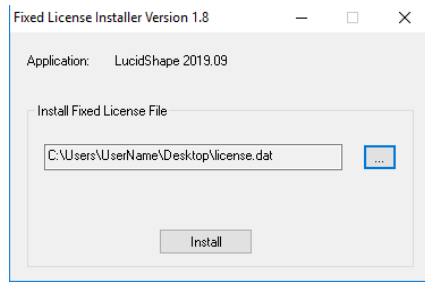 Fixed License Installer Version 1.8
Application: LucidShape 2019.09
Install Fixed License File
C:\Users\UserName\Desktop\license.dat
...
Install